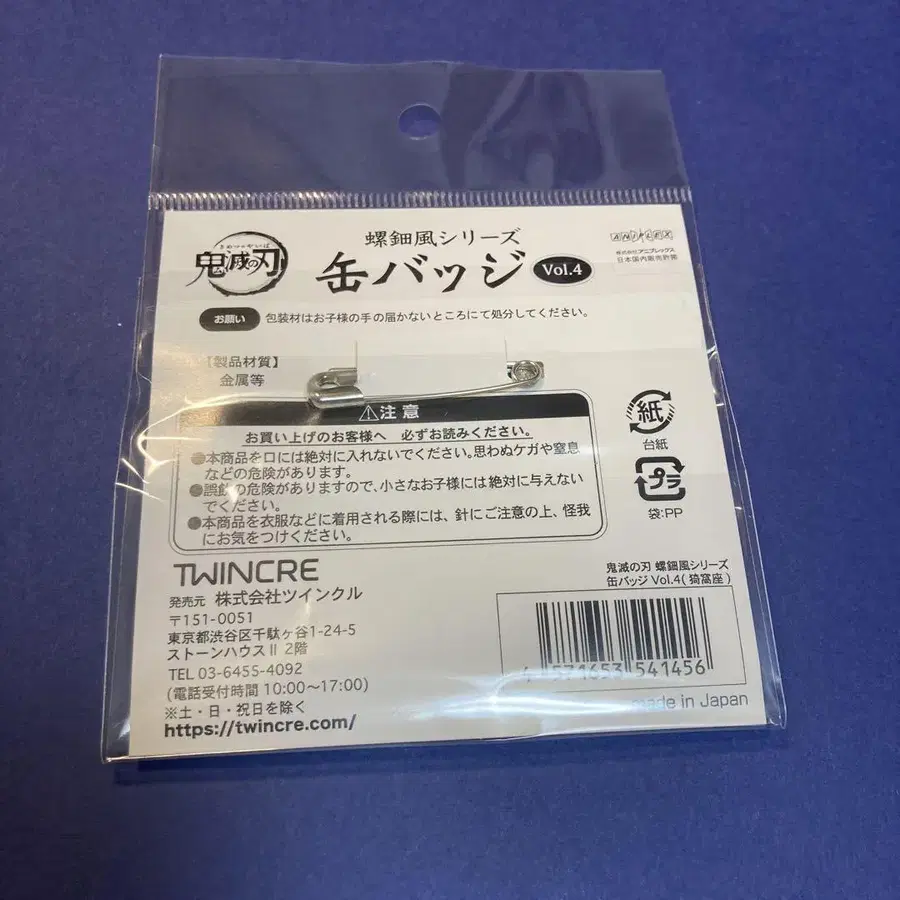 きめつのやいば
鬼滅の刃
螺鈿風シリーズ
缶バッジ Vol.4
ANIPLEX
株式会社アニプレックス
日本国内販売許諾
お願い 包装材はお子様の手の届かないところにて処分してください。
【製品材質】
金属等
⚠注意
お買い上げのお客様へ 必ずお読みください。
●本商品を口には絶対に入れないでください。思わぬケガや窒息
などの危険があります。
●誤飲の危険がありますので、小さなお子様には絶対に与えない
でください。
●本商品を衣服などに着用される際には、針にご注意の上、怪我
にお気をつけください。
紙
台紙
プラ
袋:PP
TWINCRE
発売元 株式会社ツインクル
〒151-0051
東京都渋谷区千駄ヶ谷1-24-5
ストーンハウスⅡ 2階
TEL 03-6455-4092
(電話受付時間 10:00〜17:00)
※土・日・祝日を除く
https://twincre.com/
鬼滅の刃 螺鈿風シリーズ
缶バッジ Vol.4(猗窩座)
4 571653 541456
made in Japan